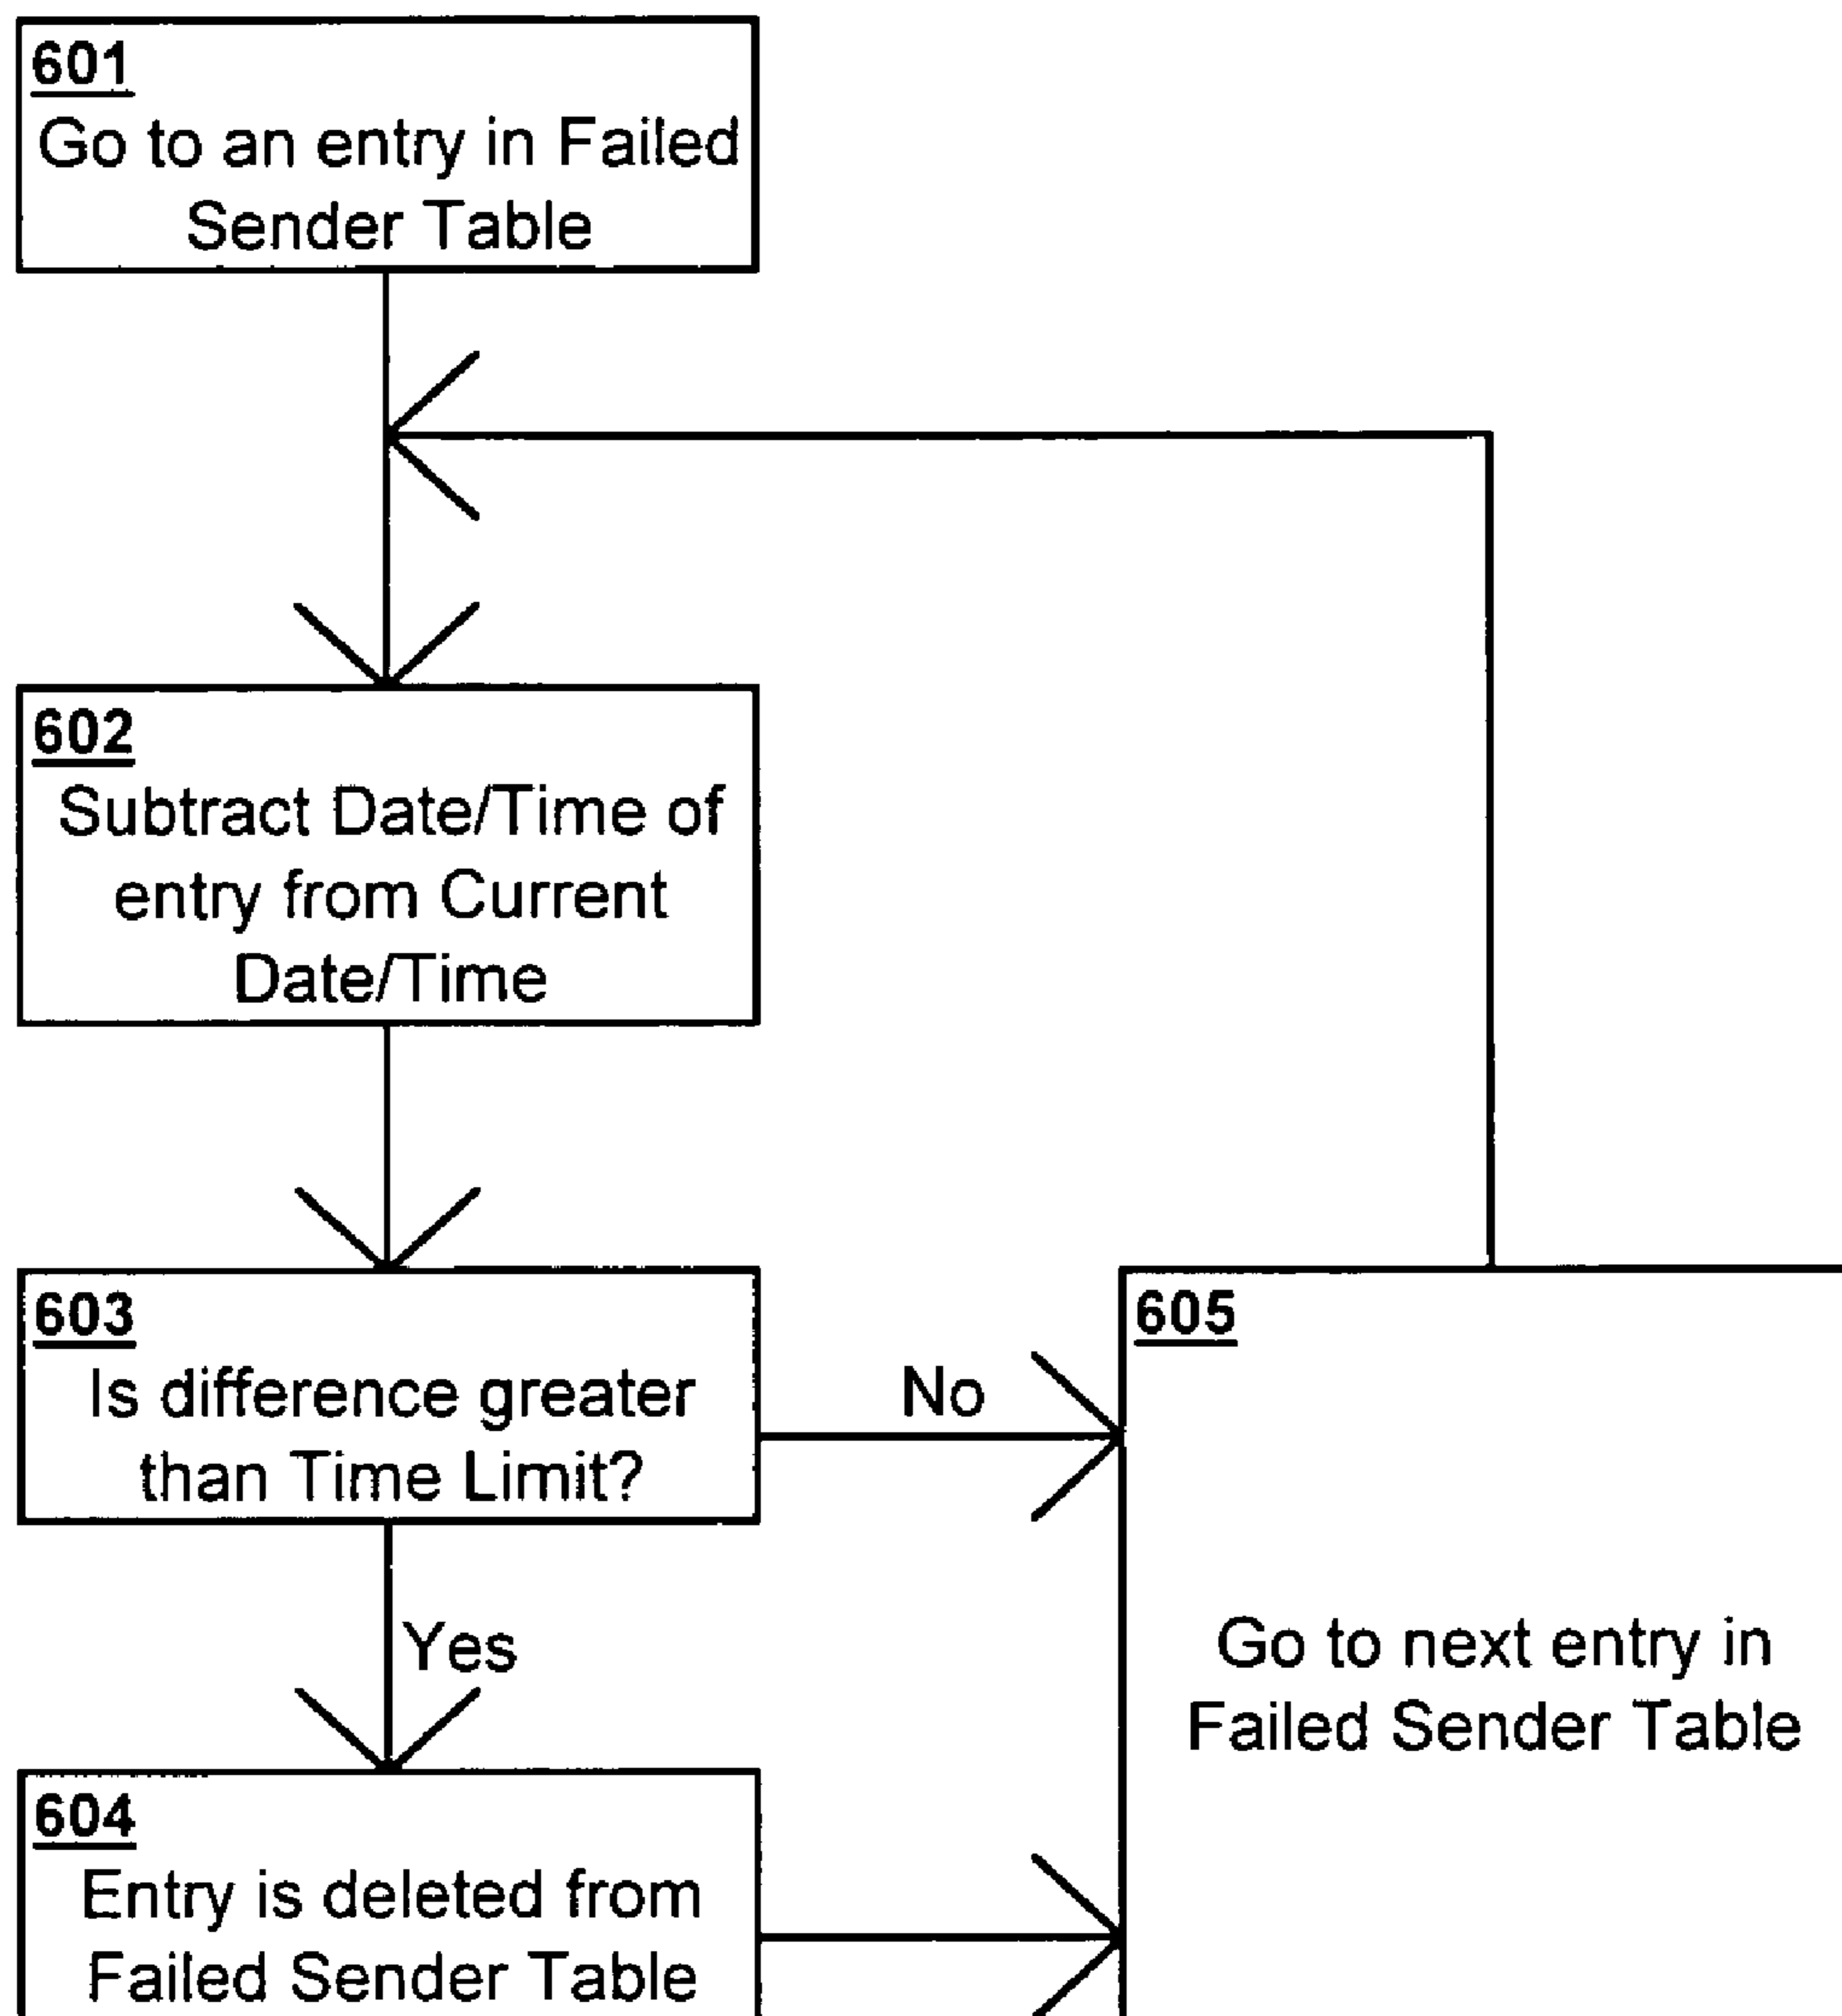 601
Go to an entry in Failed
Sender Table
602
Subtract Date/Time of
entry from Current
Date/Time
603
Is difference greater
than Time Limit?
No
Yes
604
Entry is deleted from
Failed Sender Table
605
Go to next entry in
Failed Sender Table